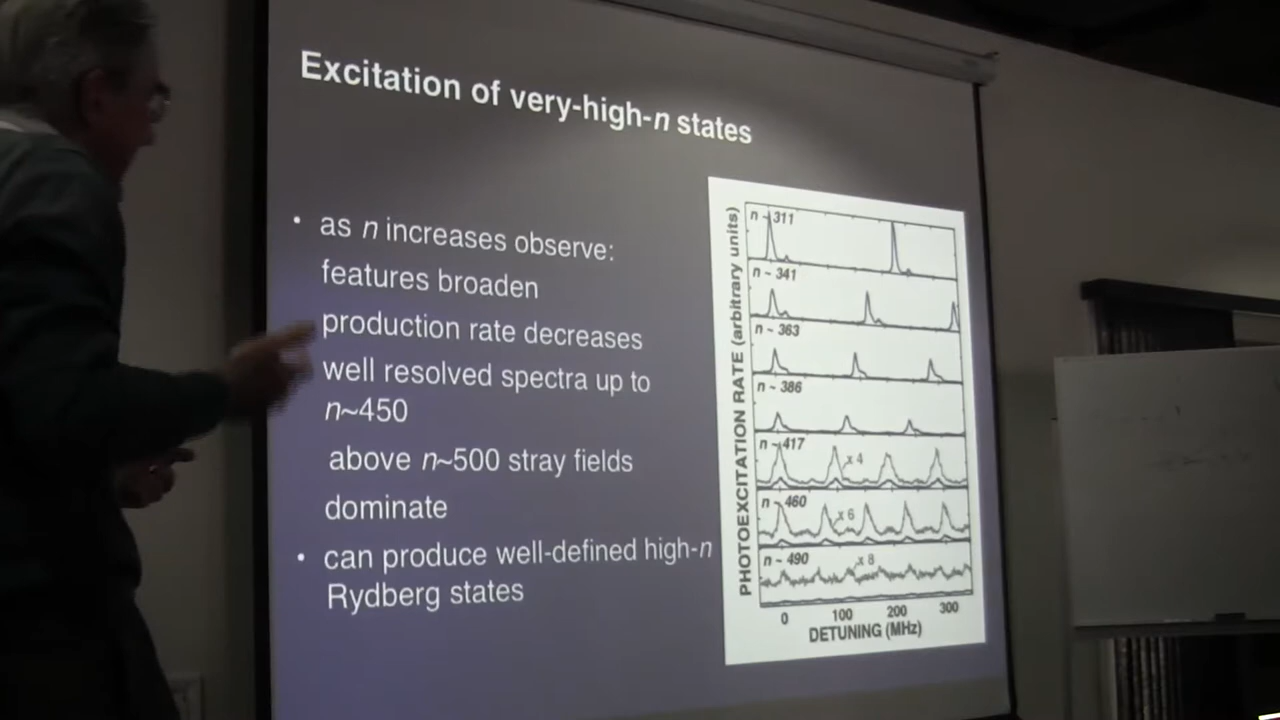 Excitation of very-high-n states
• as n increases observe:
features broaden
production rate decreases
well resolved spectra up to
n~450
above n~500 stray fields
dominate
• can produce well-defined high-n
Rydberg states
PHOTOEXCITATION RATE (arbitrary units)
n ~ 311
n ~ 341
n ~ 363
n ~ 386
n ~ 417
x 4
n ~ 460
x 6
n ~ 490
x 8
0 100 200 300
DETUNING (MHz)